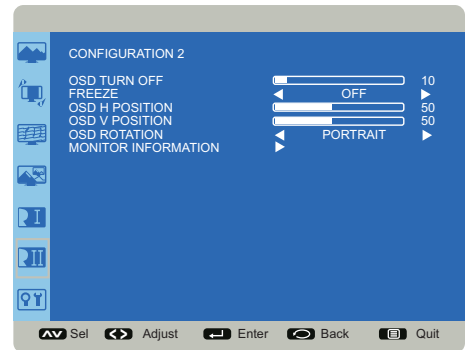 CONFIGURATION 2
OSD TURN OFF 10
FREEZE OFF
OSD H POSITION 50
OSD V POSITION 50
OSD ROTATION PORTRAIT
MONITOR INFORMATION
I
II
Sel Adjust Enter Back Quit